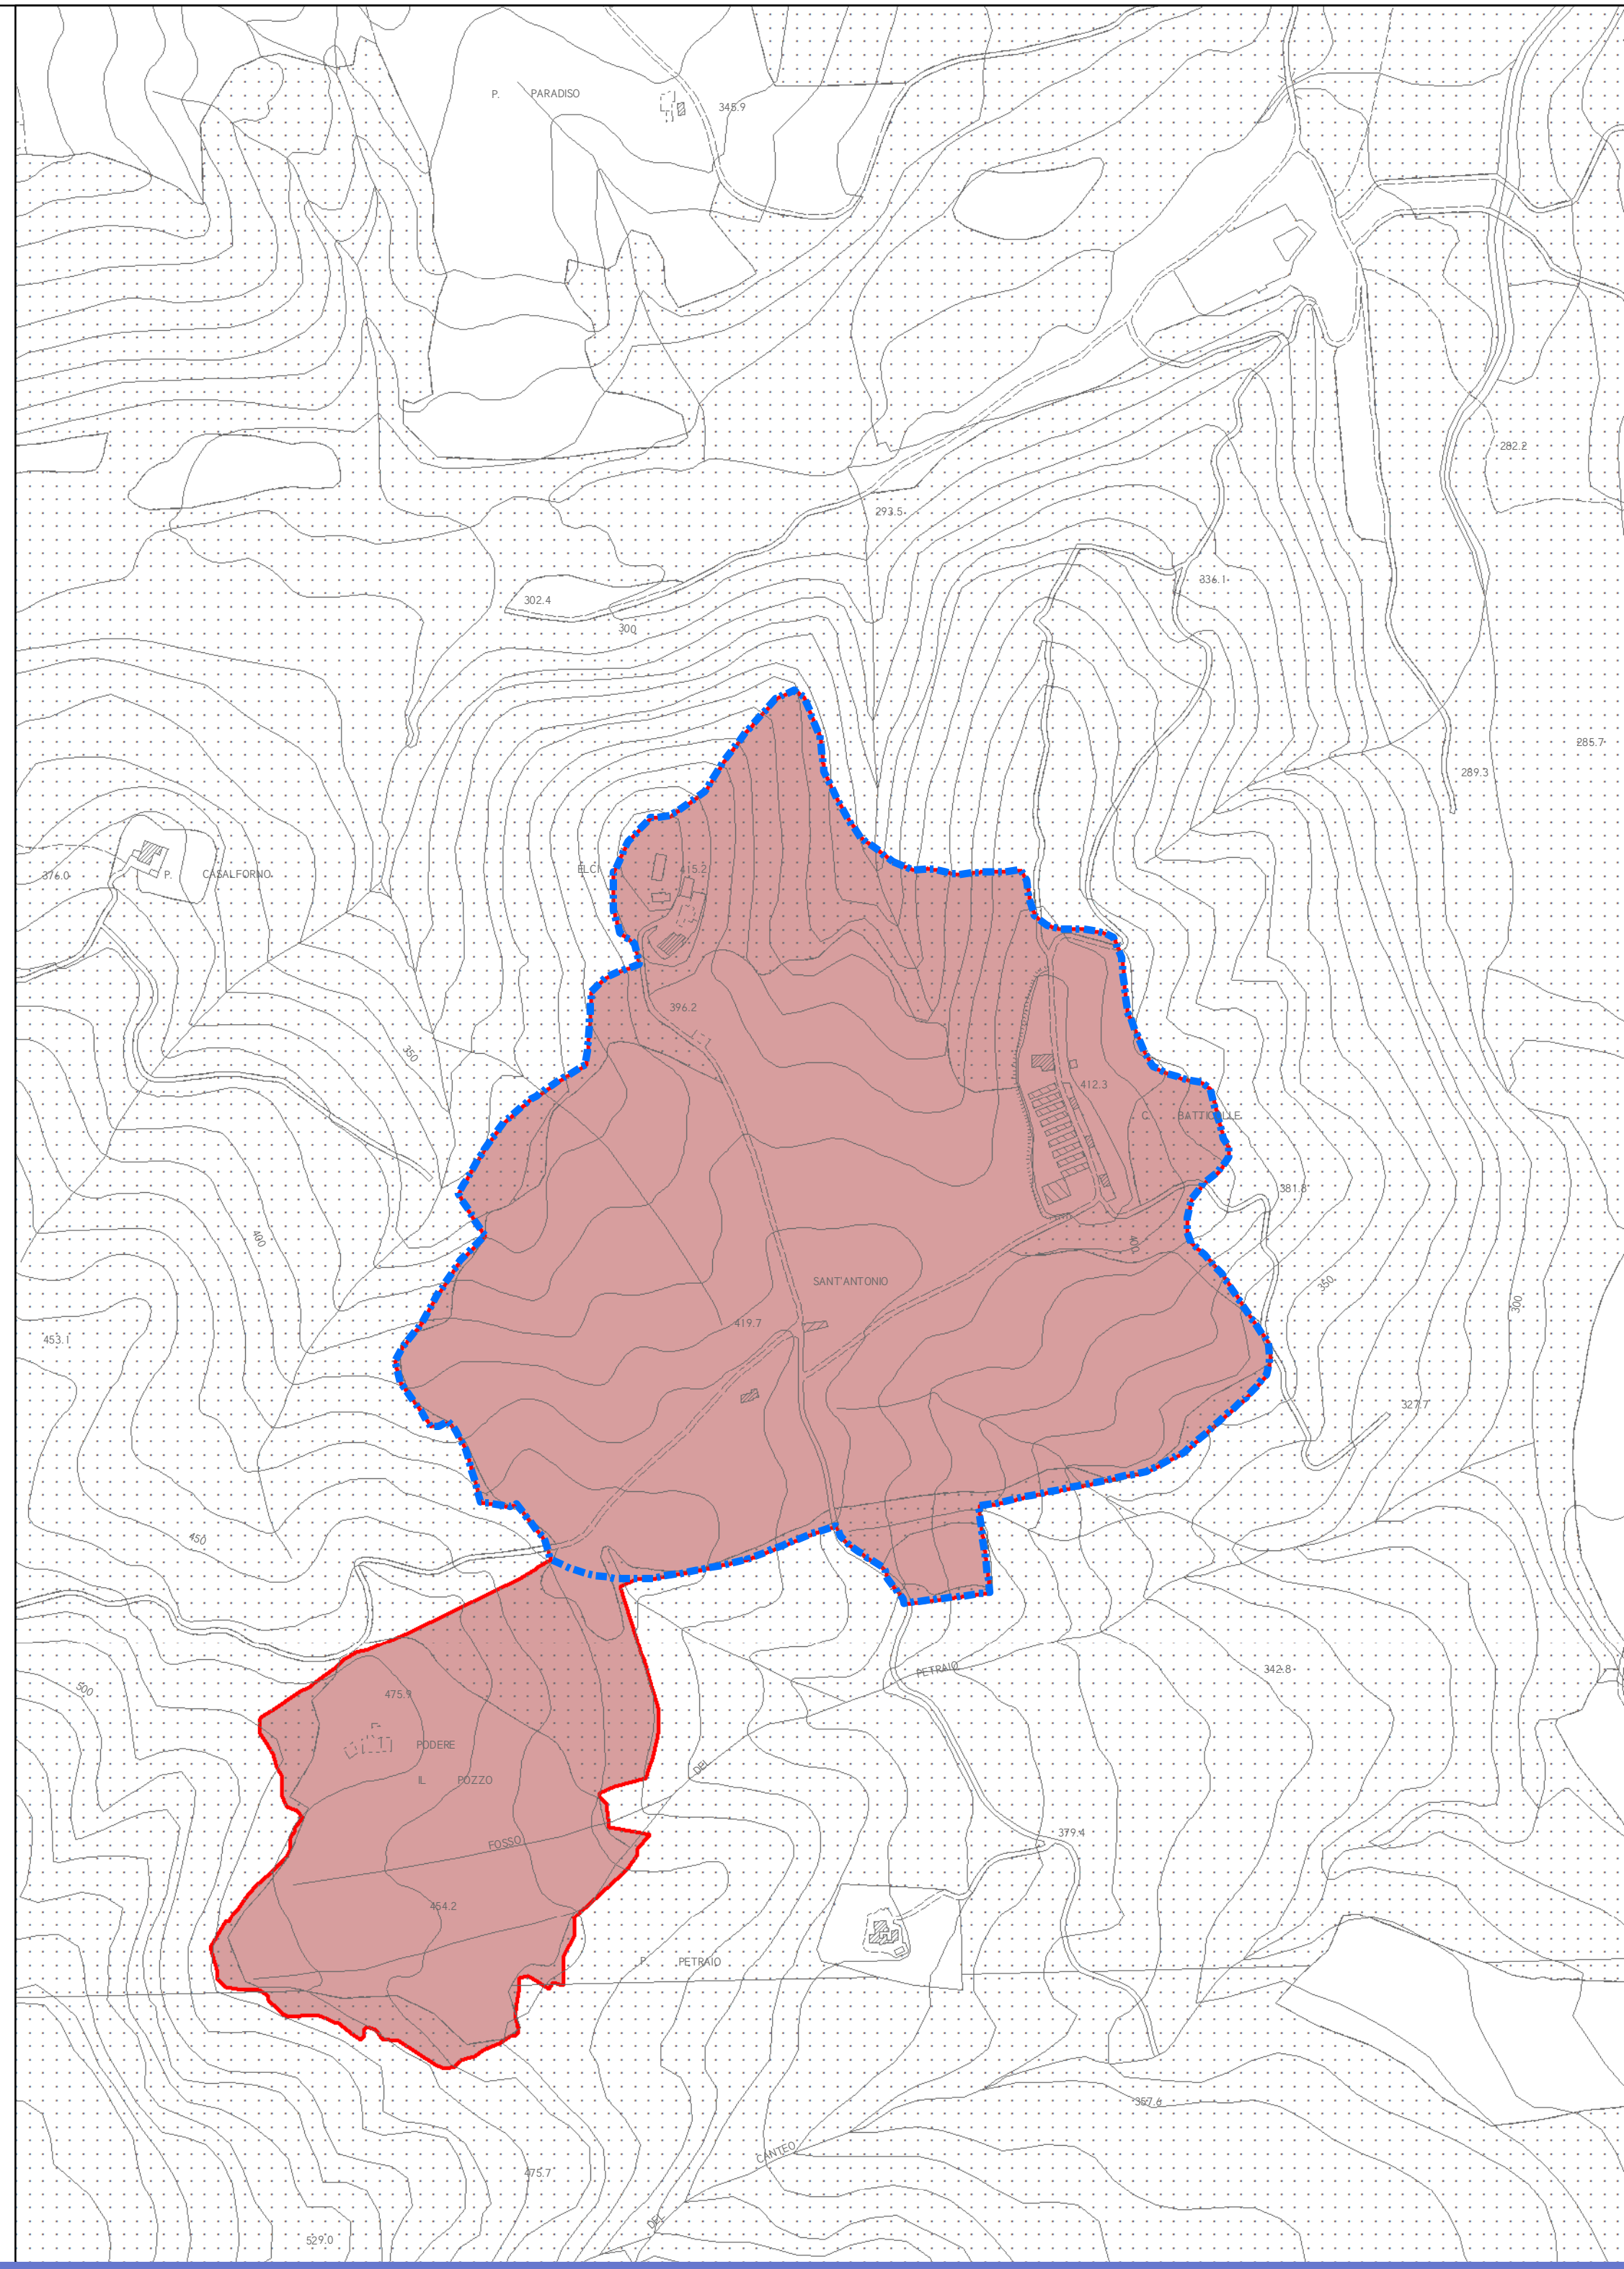 P. PARADISO
345.9
282.2
293.5
336.1
302.4
300
285.7
289.3
ELCI
415.2
376.0
P. CASALFORNO
396.2
350
412.3
C. BATTICALLE
381.8
400
400
SANT'ANTONIO
350
300
453.1
419.7
327.7
450
PETRAIO
342.8
500
475.9
PODERE
DEL
IL POZZO
379.4
FOSSO
454.2
P. PETRAIO
357.6
CANTEO
475.7
DEL
529.0